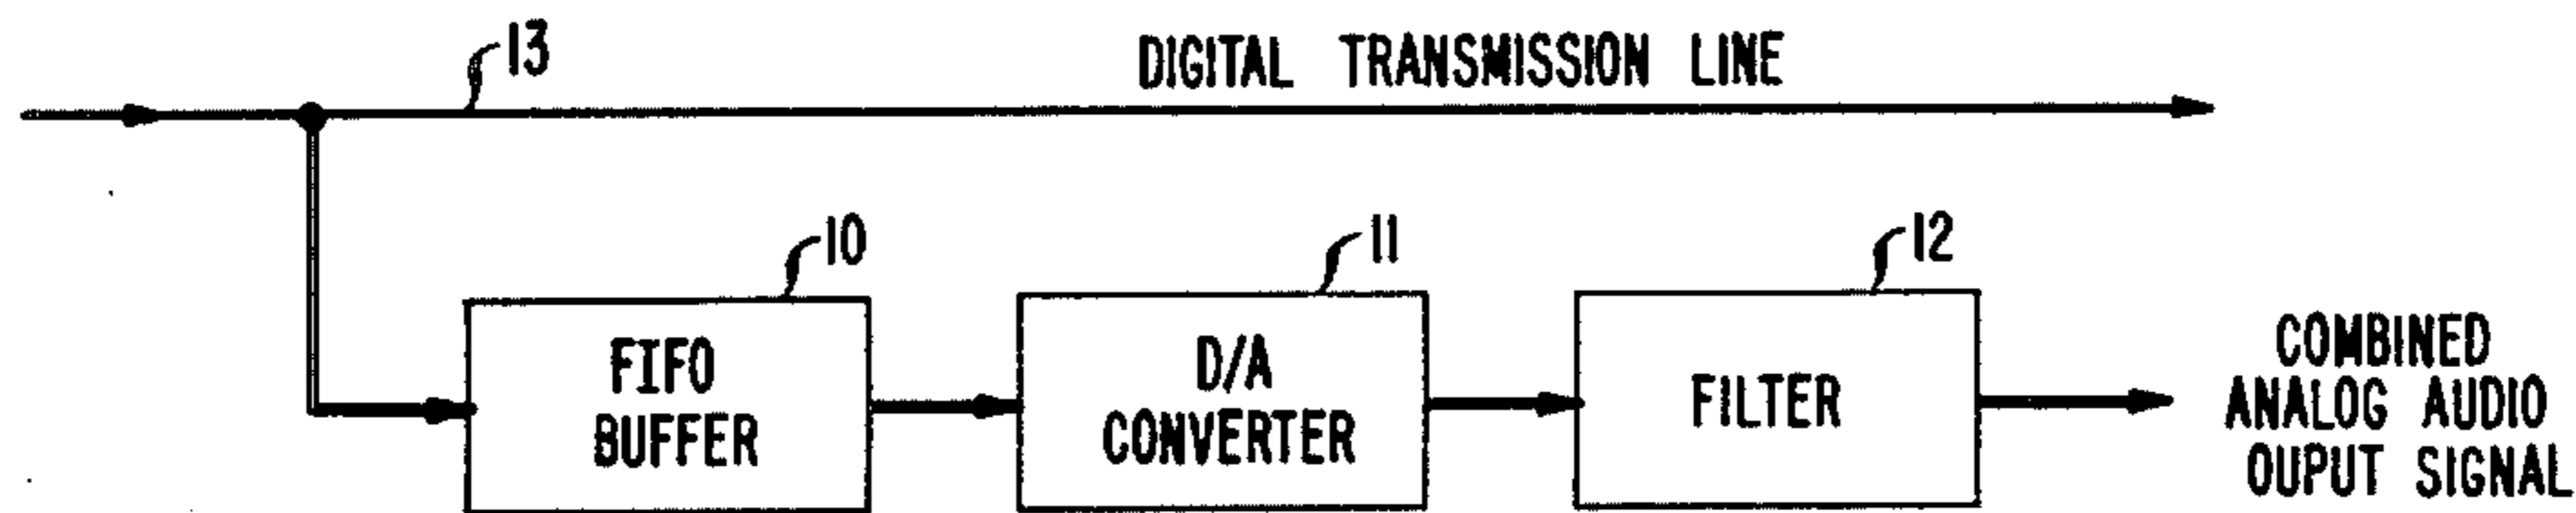 13
DIGITAL TRANSMISSION LINE
10
11
12
FIFO
BUFFER
D/A
CONVERTER
FILTER
COMBINED
ANALOG AUDIO
OUPUT SIGNAL